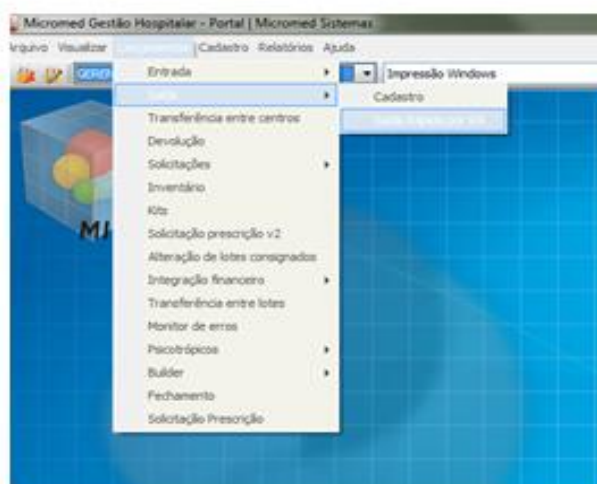 Micromed Gestão Hospitalar - Portal | Micromed Sistemas
Arquivo Visualizar Cadastro Relatórios Ajuda
Impressão Windows
Entrada
Cadastro
Transferência entre centros
Devolução
Solicitações
Inventário
Kits
Solicitação prescrição v2
Alteração de lotes consignados
Integração financeiro
Transferência entre lotes
Monitor de erros
Psicotrópicos
Builder
Fechamento
Solicitação Prescrição